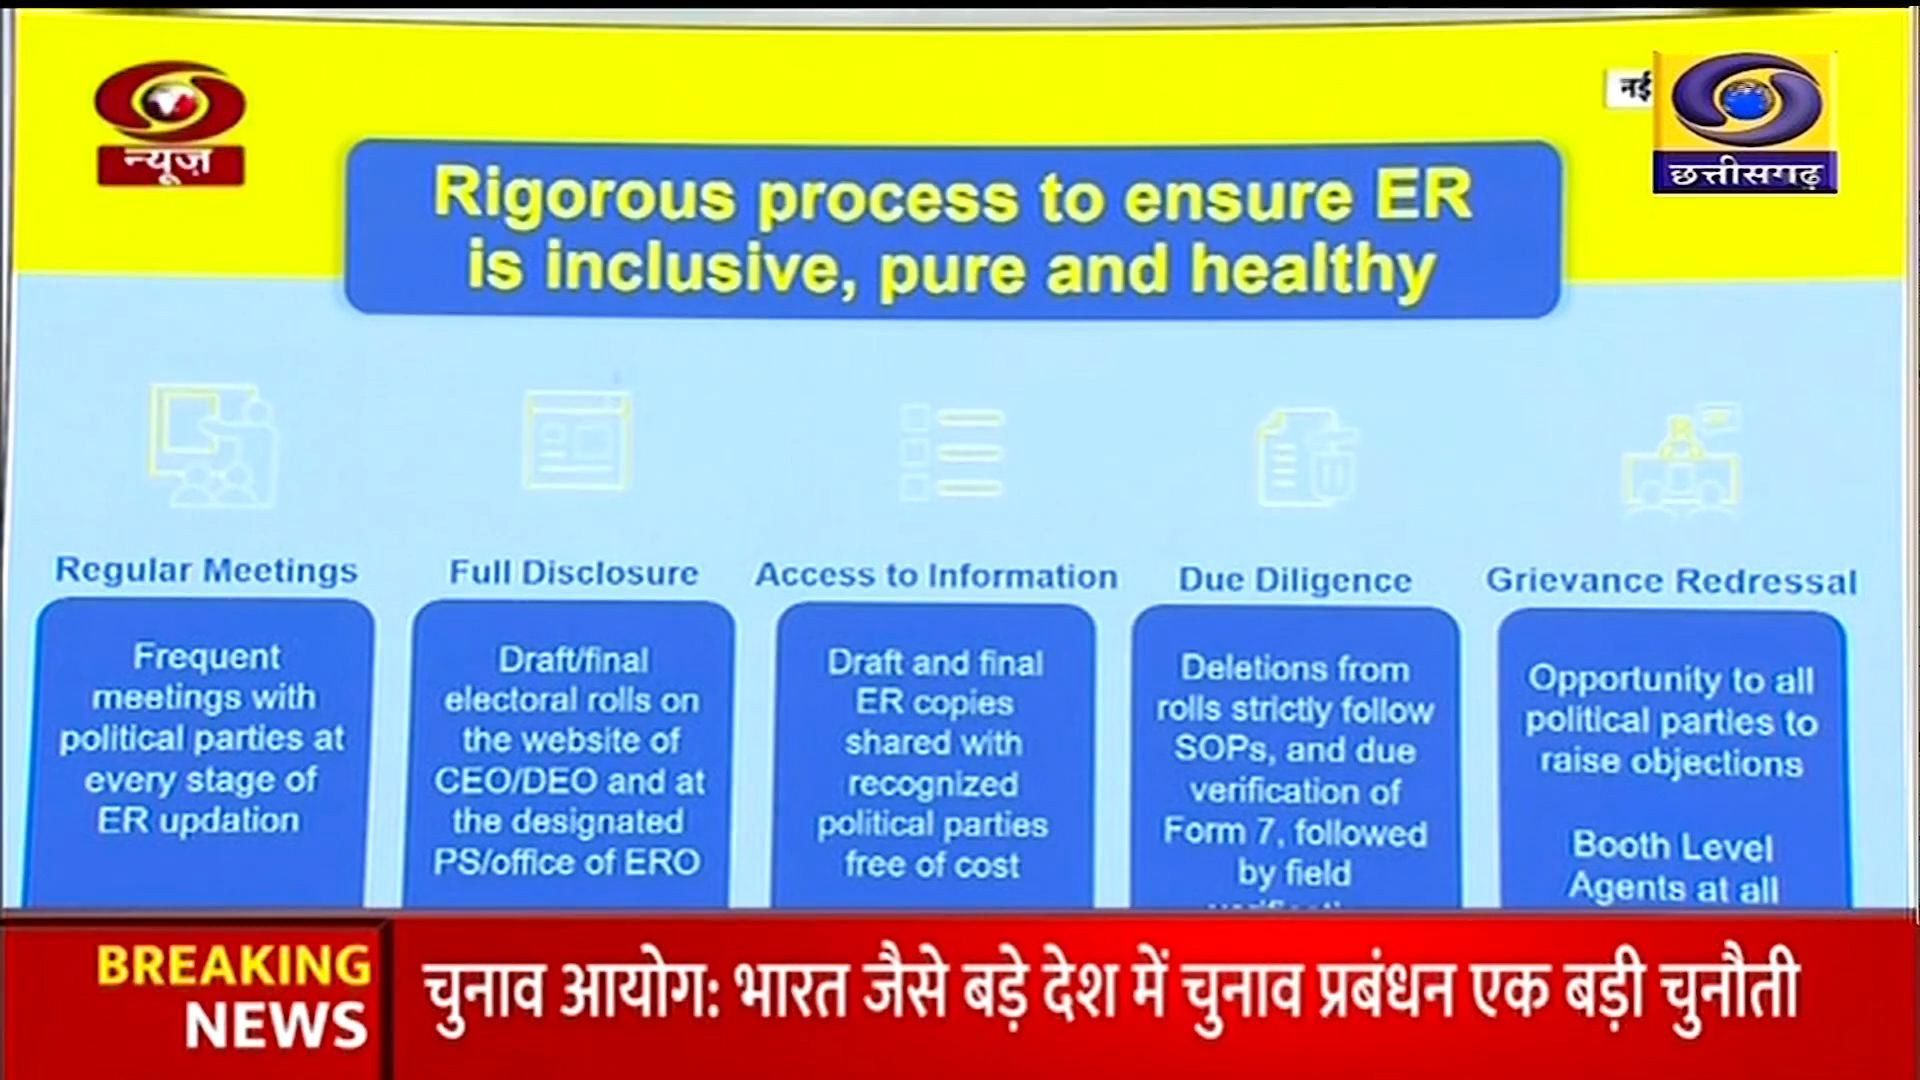 न्यूज़
नई
छत्तीसगढ़
Rigorous process to ensure ER
is inclusive, pure and healthy
Regular Meetings
Frequent
meetings with
political parties at
every stage of
ER updation
Full Disclosure
Draft/final
electoral rolls on
the website of
CEO/DEO and at
the designated
PS/office of ERO
Access to Information
Draft and final
ER copies
shared with
recognized
political parties
free of cost
Due Diligence
Deletions from
rolls strictly follow
SOPs, and due
verification of
Form 7, followed
by field
Grievance Redressal
Opportunity to all
political parties to
raise objections
Booth Level
Agents at all
BREAKING
NEWS
चुनाव आयोग: भारत जैसे बड़े देश में चुनाव प्रबंधन एक बड़ी चुनौती